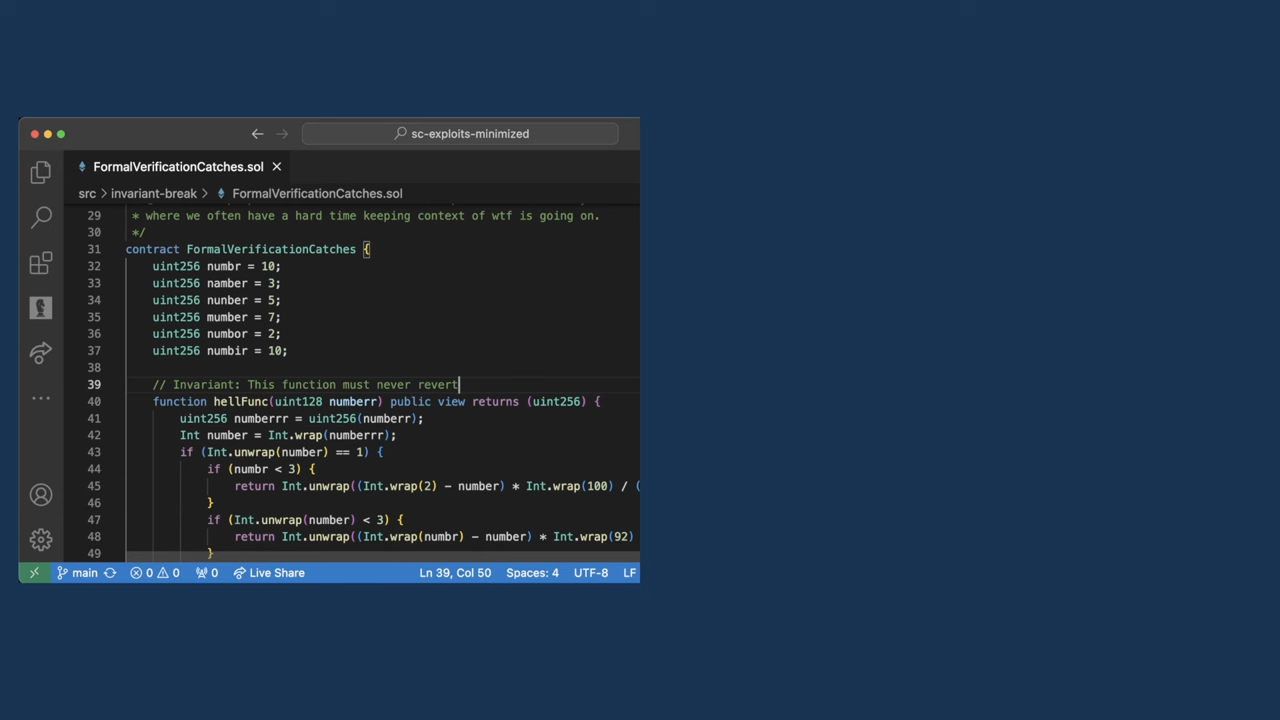 sc-exploits-minimized
FormalVerificationCatches.sol
src > invariant-break > FormalVerificationCatches.sol
29 * where we often have a hard time keeping context of wtf is going on.
30 */
31 contract FormalVerificationCatches {
32 uint256 numbr = 10;
33 uint256 namber = 3;
34 uint256 nunber = 5;
35 uint256 mumber = 7;
36 uint256 numbor = 2;
37 uint256 numbir = 10;
38
39 // Invariant: This function must never revert
40 function hellFunc(uint128 numberr) public view returns (uint256) {
41 uint256 numberrr = uint256(numberr);
42 Int number = Int.wrap(numberrr);
43 if (Int.unwrap(number) == 1) {
44 if (numbr < 3) {
45 return Int.unwrap((Int.wrap(2) - number) * Int.wrap(100) / (
46 }
47 if (Int.unwrap(number) < 3) {
48 return Int.unwrap((Int.wrap(numbr) - number) * Int.wrap(92)
49 }
main 0 0 0 Live Share Ln 39, Col 50 Spaces: 4 UTF-8 LF